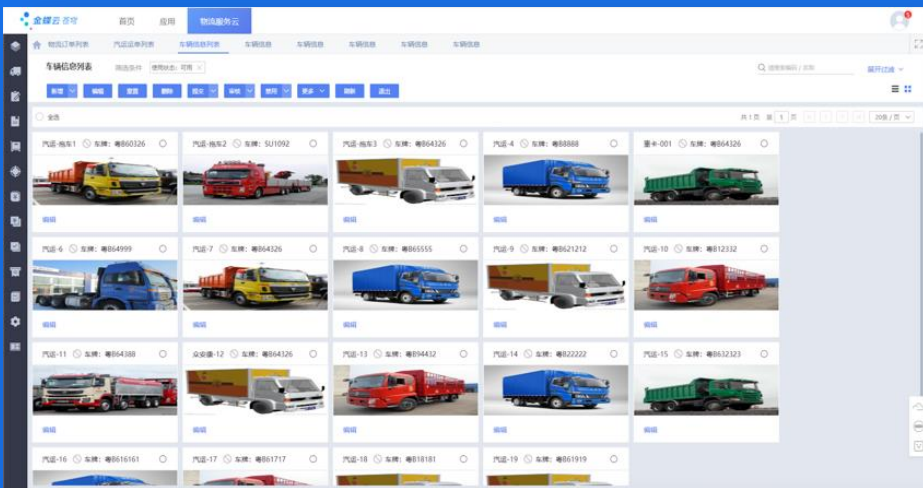 金蝶云 苍穹 首页 应用 物流服务云
物流订单列表 汽运运单列表 车辆信息列表 车辆信息 车辆信息 车辆信息 车辆信息 车辆信息
车辆信息列表 筛选条件 使用状态：可用 × 搜索编码/名称 展开过滤
新增 编辑 重置 删除 提交 审核 禁用 更多 刷新 退出
全选 共1页 第 1 页 20条/页
汽运-拖车1 车牌：粤B60326
汽运-拖车2 车牌：SU1092
汽运-拖车3 车牌：粤B64326
汽运-4 车牌：粤B8888
重卡-001 车牌：粤B64326
编辑 编辑 编辑 编辑 编辑
汽运-6 车牌：粤B64999
汽运-7 车牌：粤B64326
汽运-8 车牌：粤B65555
汽运-9 车牌：粤B621212
汽运-10 车牌：粤B12332
编辑 编辑 编辑 编辑 编辑
汽运-11 车牌：粤B64388
众安康-12 车牌：粤B64326
汽运-13 车牌：粤B94432
汽运-14 车牌：粤B22222
汽运-15 车牌：粤B632323
编辑 编辑 编辑 编辑 编辑
汽运-16 车牌：粤B616161
汽运-17 车牌：粤B61717
汽运-18 车牌：粤B18181
汽运-19 车牌：粤B61919